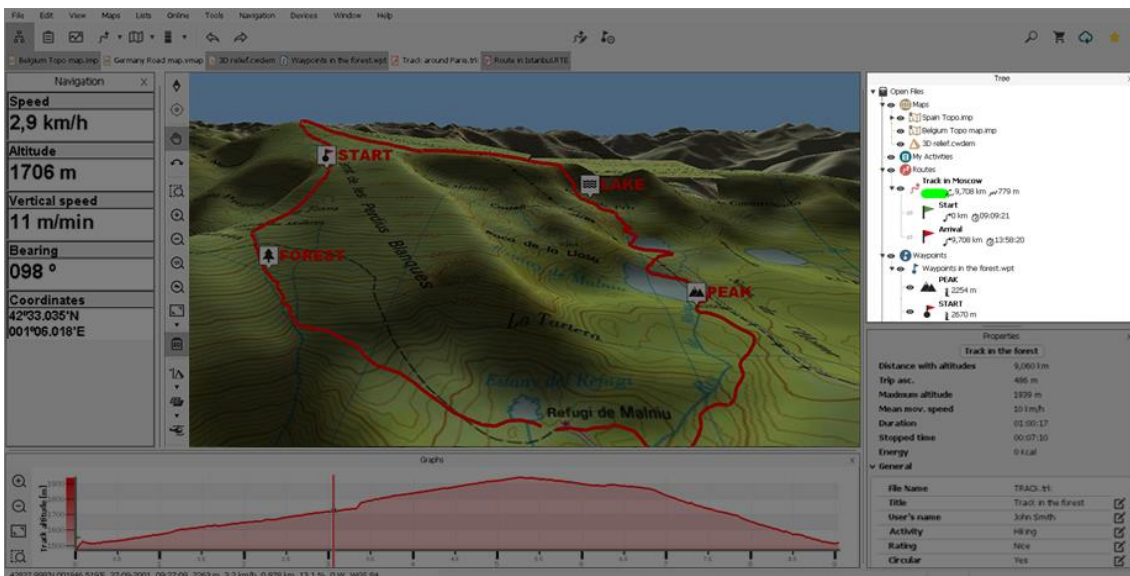 File Edit View Maps Lists Online Tools Navigation Devices Window Help
Belgium Topo map.imp Germany Road map.vmap 3D relief.cwdem Waypoints in the forest.wpt Track around Paris.trl Route in Istanbul.RTE
Navigation X
Speed
2,9 km/h
Altitude
1706 m
Vertical speed
11 m/min
Bearing
098 º
Coordinates
42º33.035'N
001º06.018'E
START
LAKE
FOREST
PEAK
Perdius Blanques
La Tartera
Estany del Refugi
Refugi de Malmu
Tree
Open Files
Maps
Spain Topo.imp
Belgium Topo map.imp
3D relief.cwdem
My Activities
Routes
Track in Moscow
9,708 km 779 m
Start
0 km 09:09:21
Arrival
9,708 km 13:58:20
Waypoints
Waypoints in the forest.wpt
PEAK
2254 m
START
2670 m
Properties
Track in the forest
Distance with altitudes 9,060 km
Trip asc. 486 m
Maximum altitude 1939 m
Mean mov. speed 10 km/h
Duration 01:00:17
Stopped time 00:07:10
Energy 0 kcal
General
File Name TRACK.trl
Title Track in the forest
User's name John Smith
Activity Hiking
Rating Nice
Circular Yes
Graphs X
Track altitude [m]